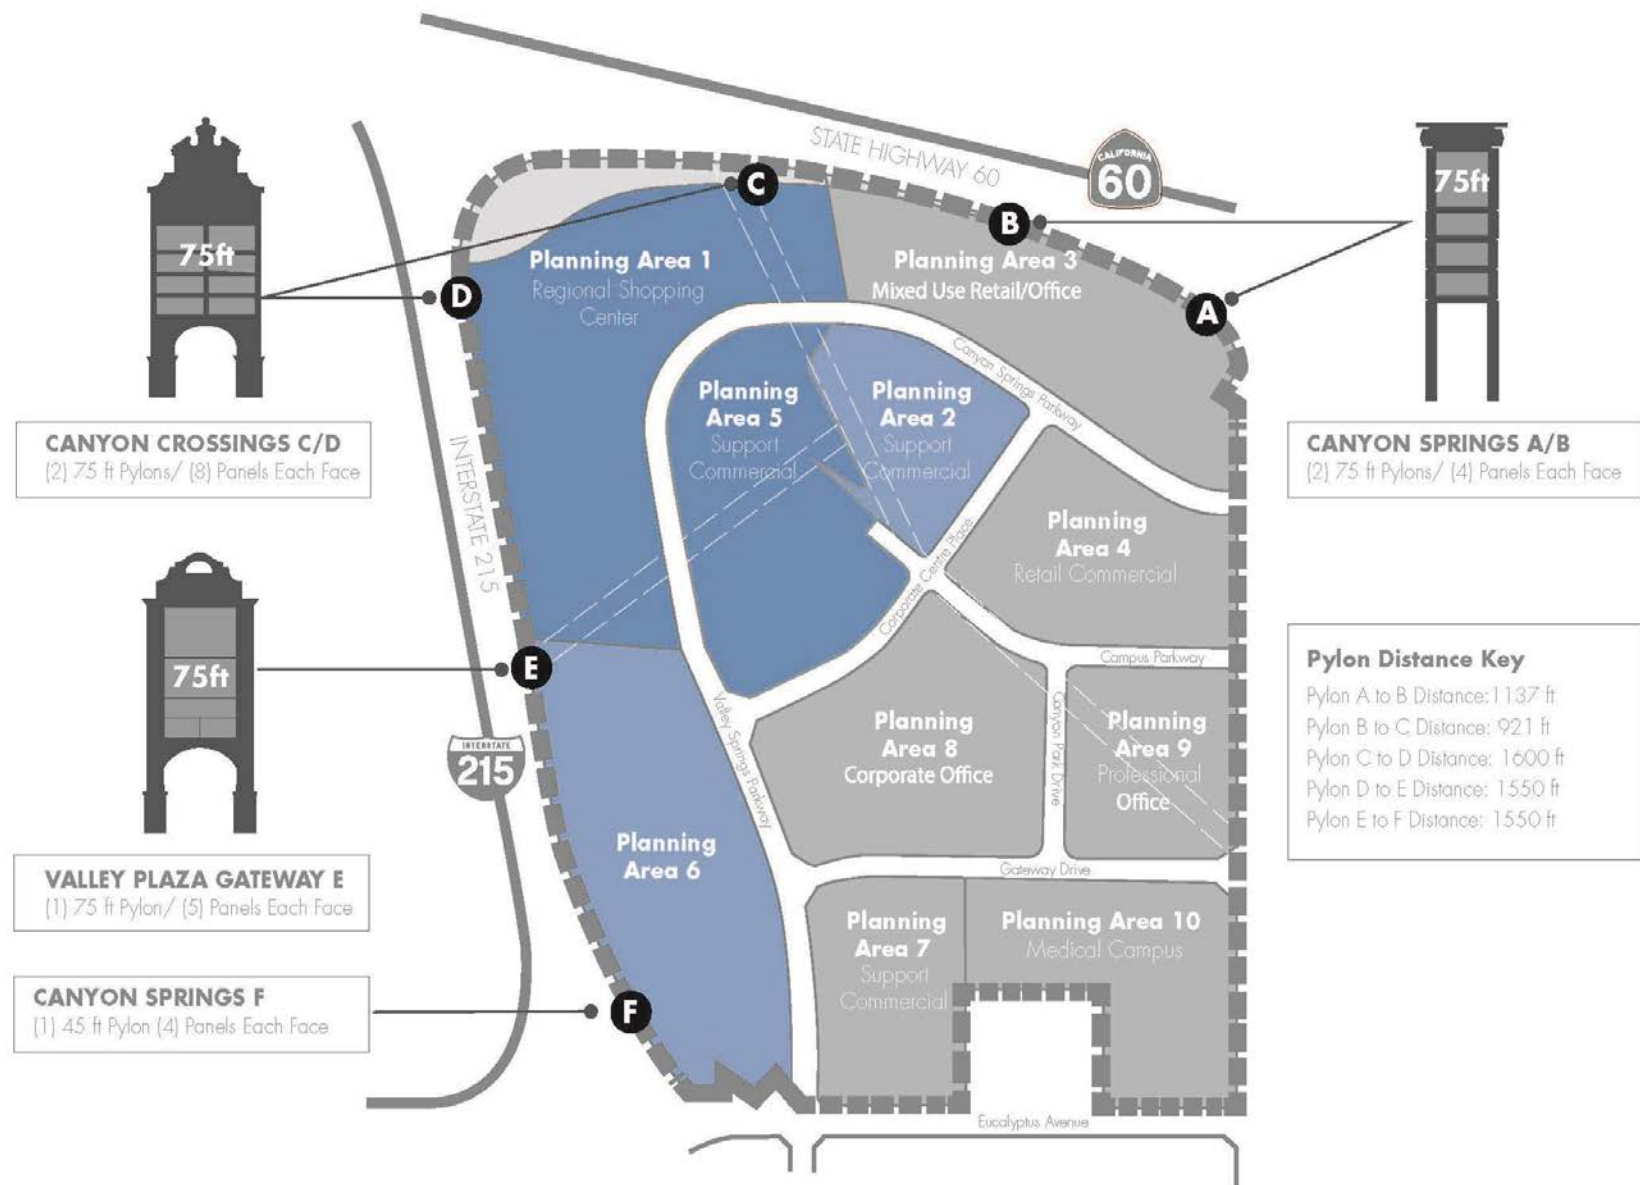 STATE HIGHWAY 60
CALIFORNIA
60
75ft
75ft
C
B
A
D
Planning Area 1
Regional Shopping
Center
Planning Area 3
Mixed Use Retail/Office
Canyon Springs Parkway
Planning
Area 5
Support
Commercial
Planning
Area 2
Support
Commercial
CANYON CROSSINGS C/D
(2) 75 ft Pylons/ (8) Panels Each Face
CANYON SPRINGS A/B
(2) 75 ft Pylons/ (4) Panels Each Face
INTERSTATE 215
Corporate Centre Place
Planning
Area 4
Retail Commercial
75ft
E
Campus Parkway
Pylon Distance Key
Pylon A to B Distance:1137 ft
Pylon B to C Distance: 921 ft
Pylon C to D Distance: 1600 ft
Pylon D to E Distance: 1550 ft
Pylon E to F Distance: 1550 ft
INTERSTATE
215
Valley Springs Parkway
Planning
Area 8
Corporate Office
Canyon Park Drive
Planning
Area 9
Professional
Office
Planning
Area 6
Gateway Drive
VALLEY PLAZA GATEWAY E
(1) 75 ft Pylon/ (5) Panels Each Face
Planning
Area 7
Support
Commercial
Planning Area 10
Medical Campus
CANYON SPRINGS F
(1) 45 ft Pylon (4) Panels Each Face
F
Eucalyptus Avenue